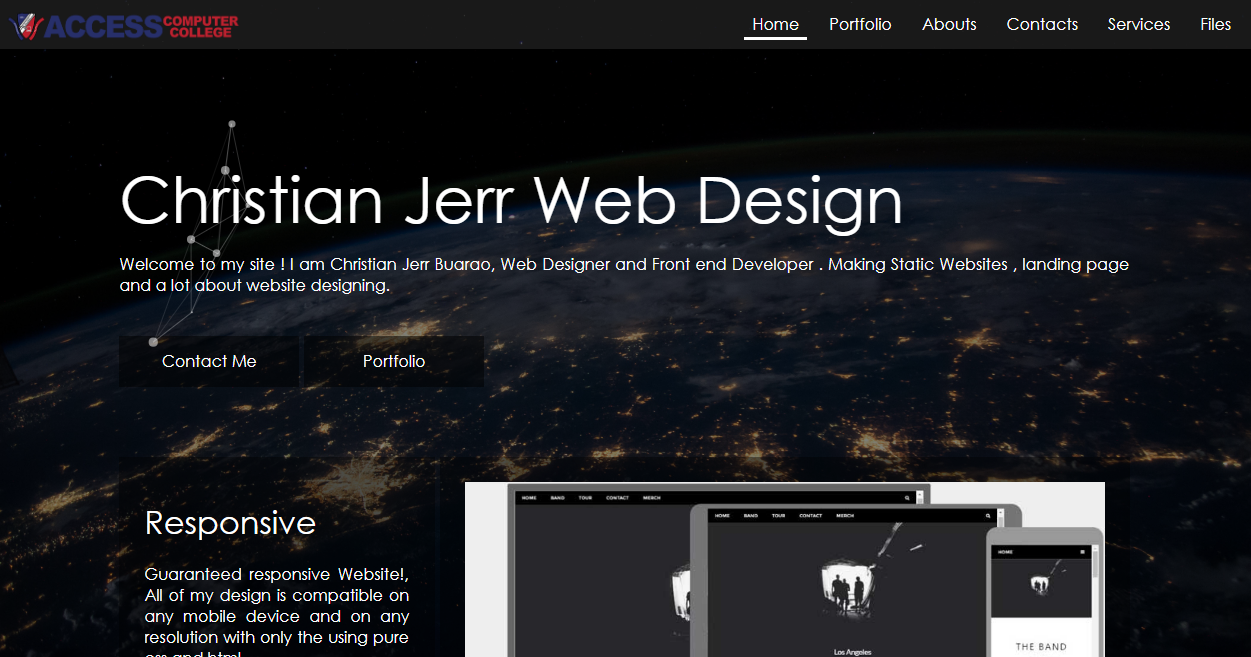 ACCESS COMPUTER COLLEGE
Home Portfolio Abouts Contacts Services Files
Christian Jerr Web Design
Welcome to my site ! I am Christian Jerr Buarao, Web Designer and Front end Developer . Making Static Websites , landing page
and a lot about website designing.
Contact Me Portfolio
Responsive
Guaranteed responsive Website!,
All of my design is compatible on
any mobile device and on any
resolution with only the using pure
css and html
HOME BAND TOUR CONTACT MERCH
HOME BAND TOUR CONTACT MERCH
HOME
Los Angeles
THE BAND